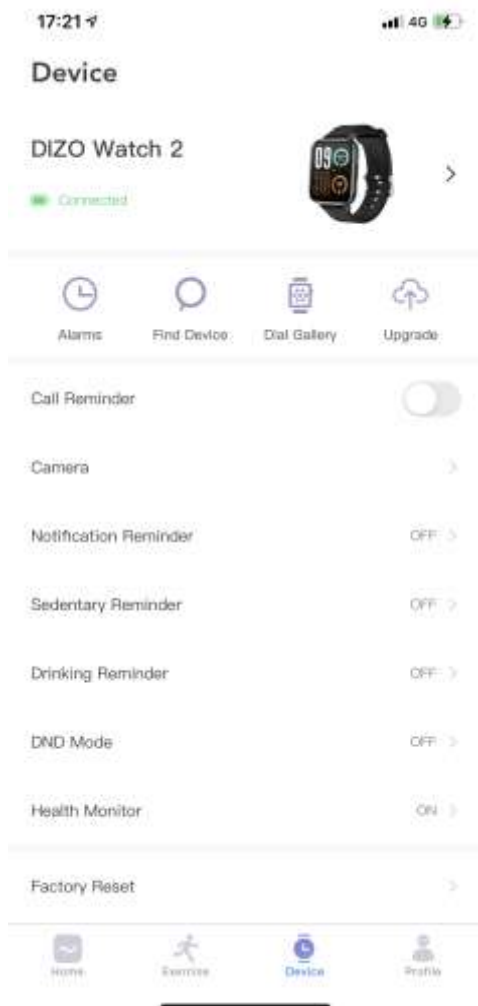 17:21 4G
Device
DIZO Watch 2
Connected
Alarms Find Device Dial Gallery Upgrade
Call Reminder
Camera
Notification Reminder OFF
Sedentary Reminder OFF
Drinking Reminder OFF
DND Mode OFF
Health Monitor ON
Factory Reset
Home Exercise Device Profile